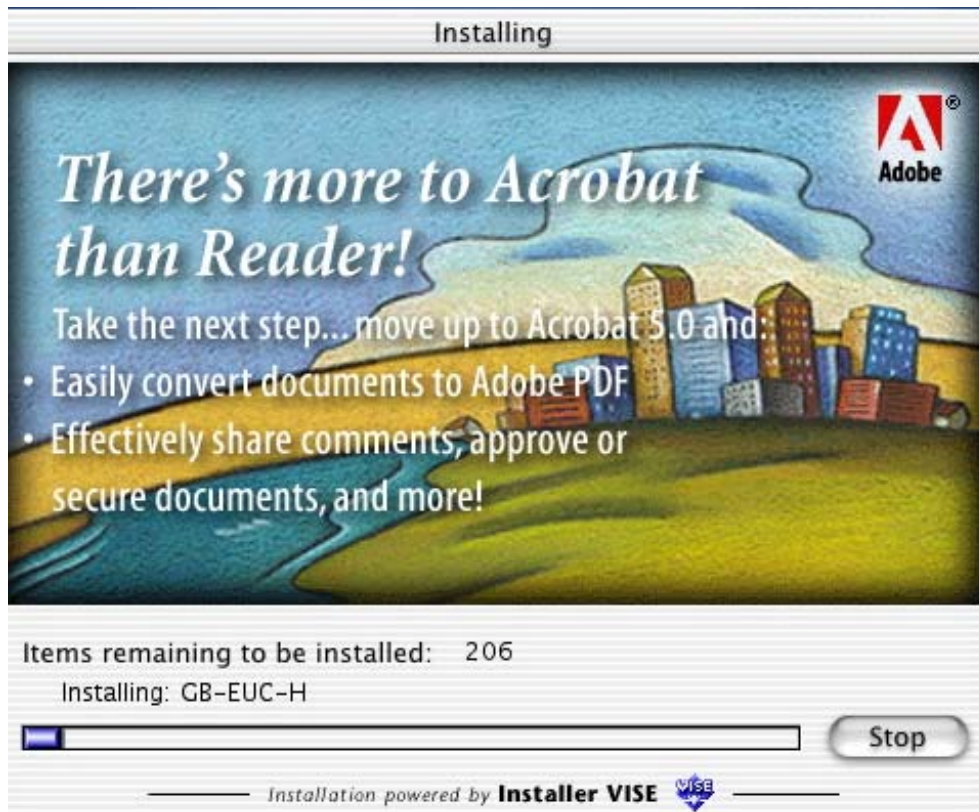 Installing
Adobe®
There's more to Acrobat
than Reader!
Take the next step... move up to Acrobat 5.0 and:
• Easily convert documents to Adobe PDF
• Effectively share comments, approve or
secure documents, and more!
Items remaining to be installed: 206
Installing: GB-EUC-H
Stop
Installation powered by Installer VISE VISE